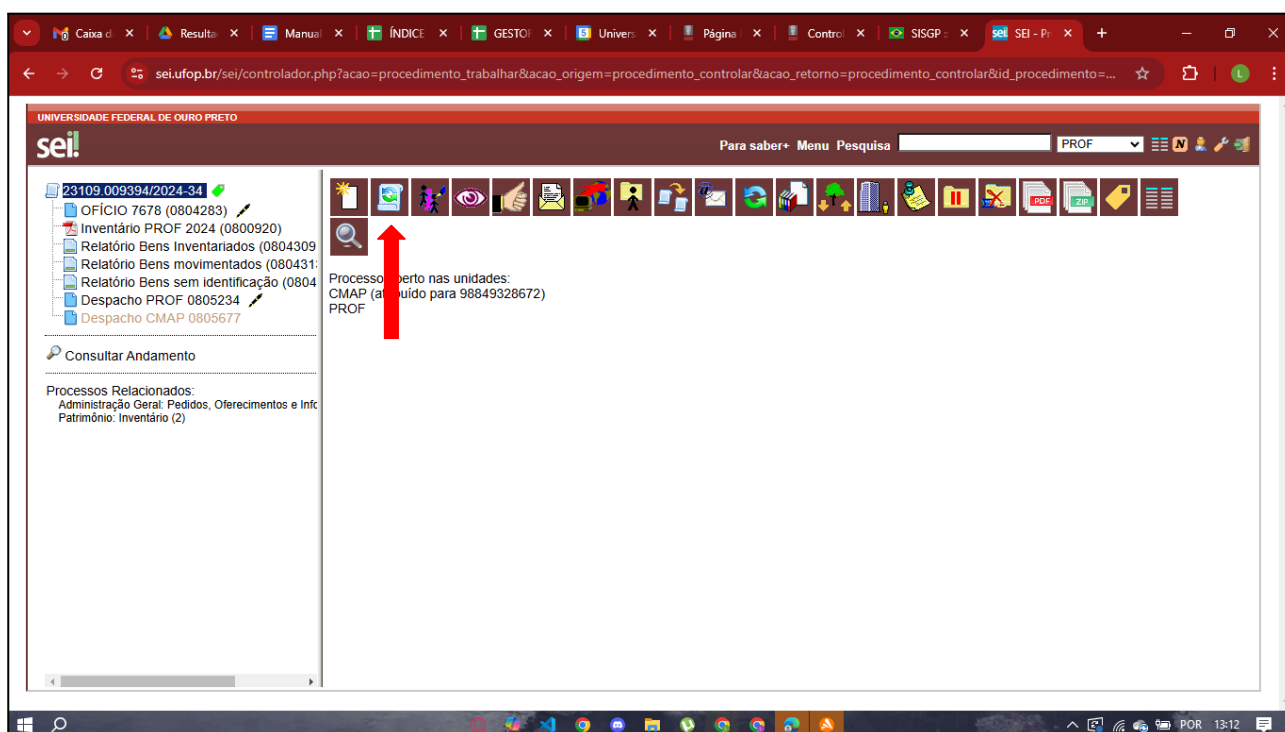 Caixa d
Resulta
Manual
ÍNDICE
GESTOR
Univers
Página
Control
SISGP ::
SEI - Pr
sei.ufop.br/sei/controlador.php?acao=procedimento_trabalhar&acao_origem=procedimento_controlar&acao_retorno=procedimento_controlar&id_procedimento=...
L
UNIVERSIDADE FEDERAL DE OURO PRETO
sei!
Para saber+ Menu Pesquisa
PROF
N
23109.009394/2024-34
OFÍCIO 7678 (0804283)
Inventário PROF 2024 (0800920)
Relatório Bens Inventariados (0804309
Relatório Bens movimentados (080431
Relatório Bens sem identificação (0804
Despacho PROF 0805234
Despacho CMAP 0805677
Consultar Andamento
Processos Relacionados:
Administração Geral: Pedidos, Oferecimentos e Info
Patrimônio: Inventário (2)
PDF
ZIP
Processo berto nas unidades:
CMAP (at buído para 98849328672)
PROF
POR 13:12